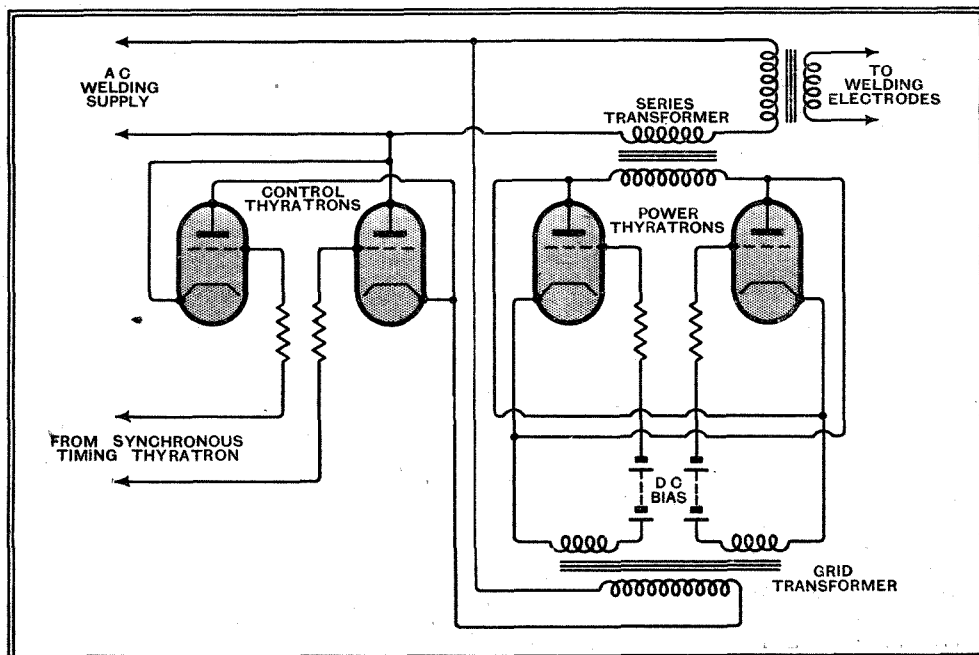 A C
WELDING
SUPPLY
TO
WELDING
ELECTRODES
SERIES
TRANSFORMER
CONTROL
THYRATRONS
POWER
THYRATRONS
FROM SYNCHRONOUS
TIMING THYRATRON
D C
BIAS
GRID
TRANSFORMER